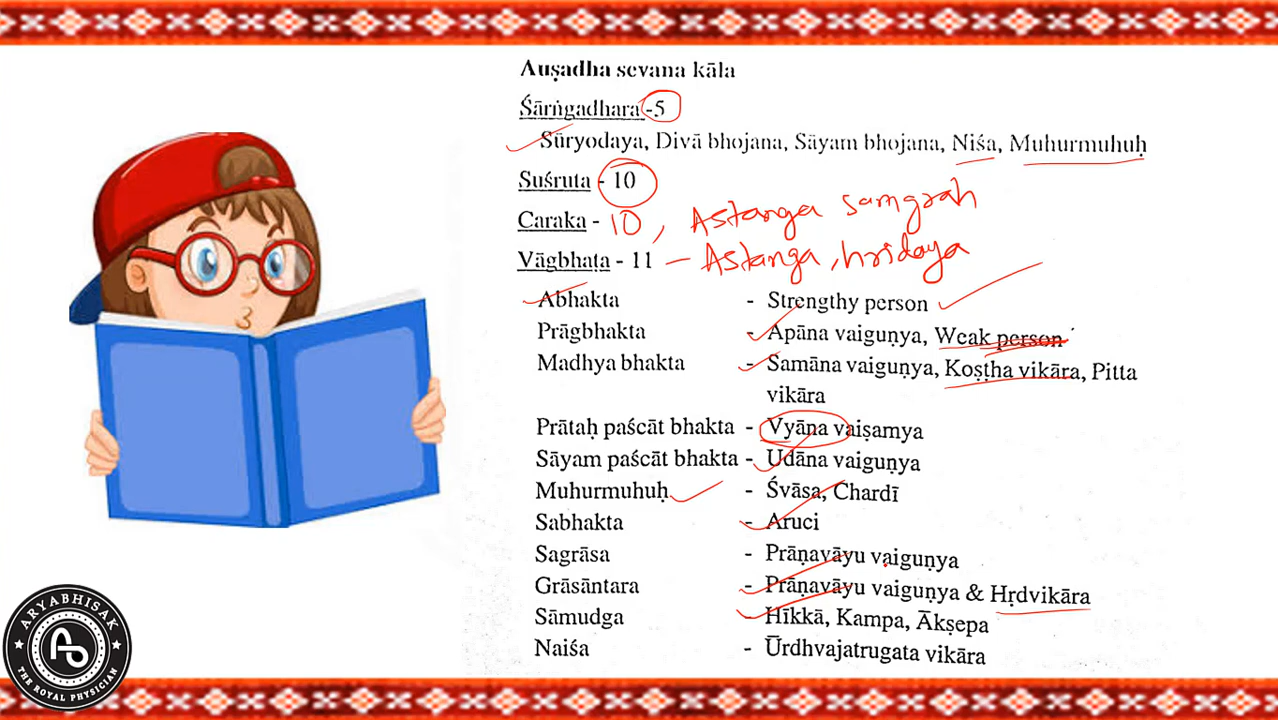 Auṣadha sevana kāla
Śārṅgadhara -5
Sūryodaya, Divā bhojana, Sāyam bhojana, Niśa, Muhurmuhuḥ
Suśruta - 10
Caraka - 10, Astanga samgrah
Vāgbhaṭa - 11 - Astanga, hridaya
Abhakta - Strengthy person
Prāgbhakta - Apāna vaiguṇya, Weak person
Madhya bhakta - Samāna vaiguṇya, Koṣṭha vikāra, Pitta
vikāra
Prātaḥ paścāt bhakta - Vyāna vaiṣamya
Sāyam paścāt bhakta - Udāna vaiguṇya
Muhurmuhuḥ - Śvāsa, Chardī
Sabhakta - Aruci
Sagrāsa - Prāṇavāyu vaiguṇya
Grāsāntara - Prāṇavāyu vaiguṇya & Hṛdvikāra
Sāmudga - Hīkkā, Kampa, Ākṣepa
Naiśa - Ūrdhvajatrugata vikāra
ARYABHISAK
THE ROYAL PHYSICIAN